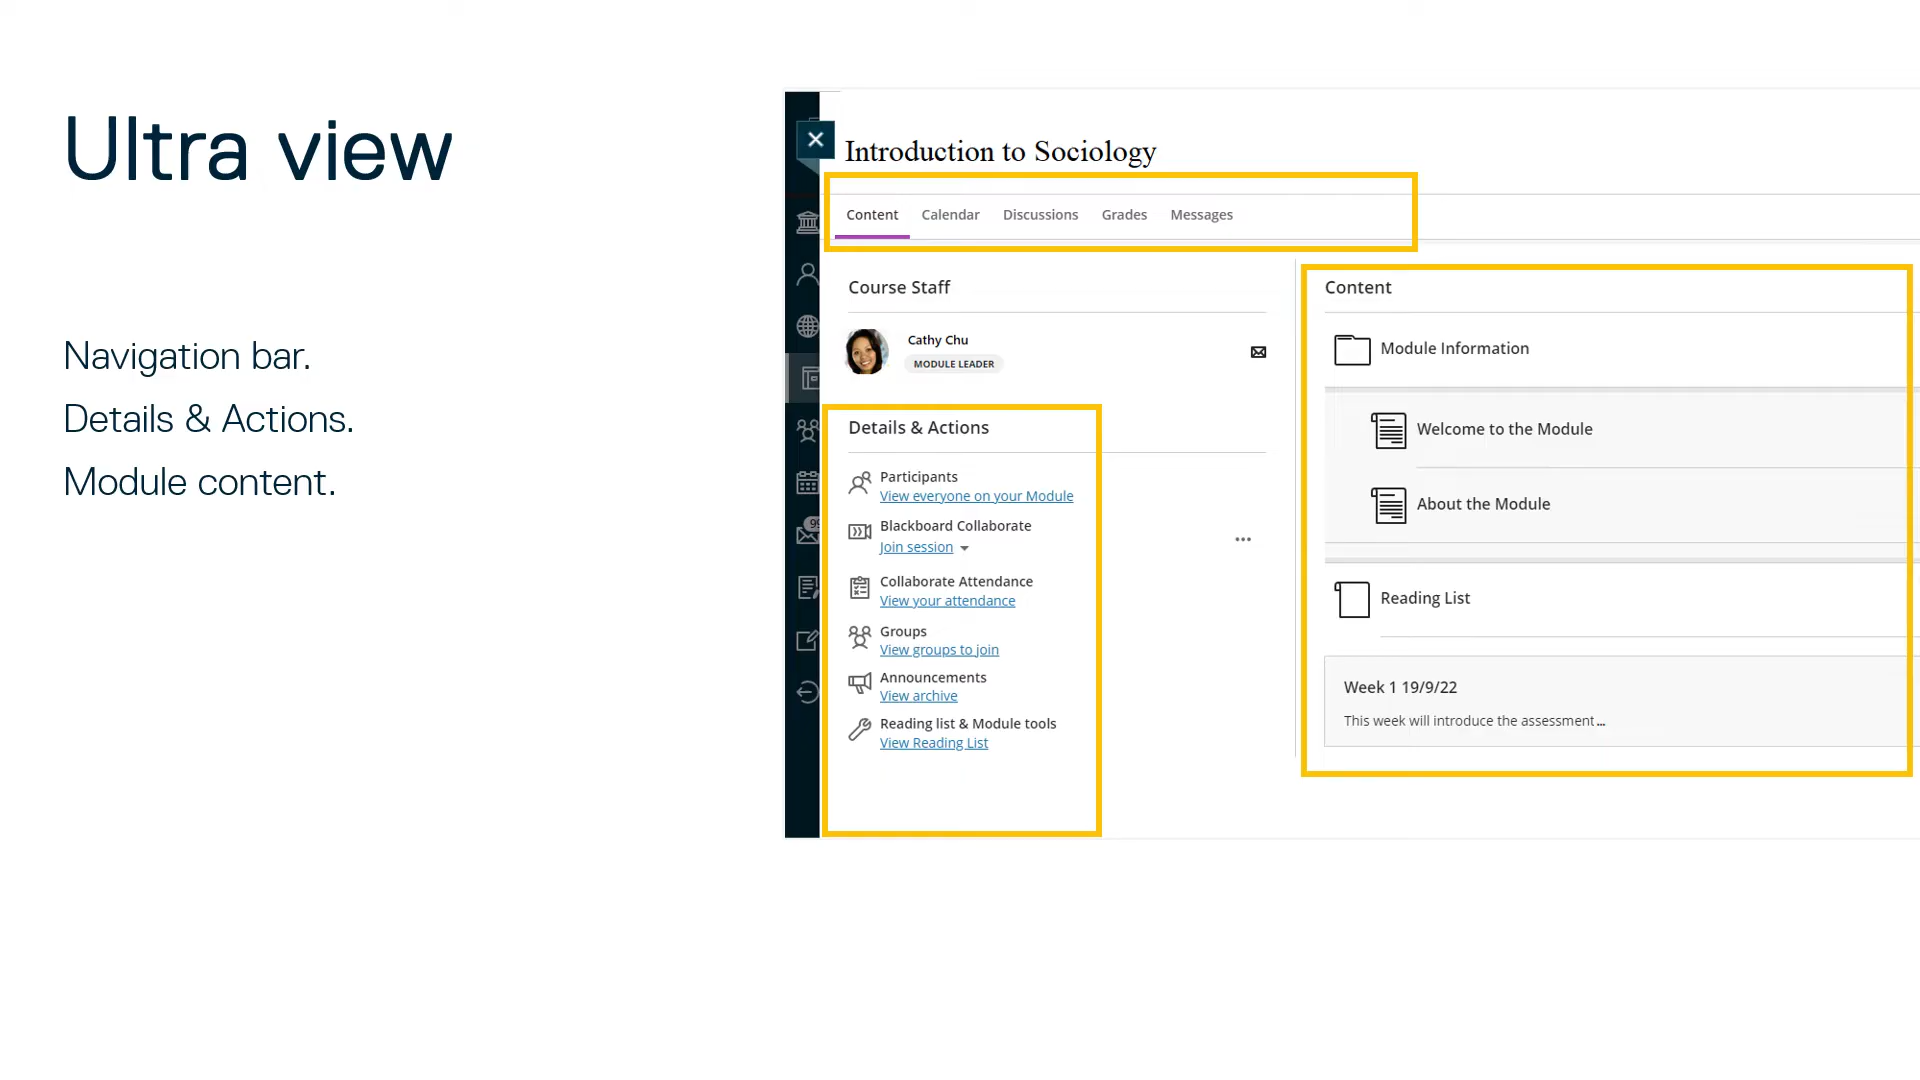 Ultra view
Navigation bar.
Details & Actions.
Module content.
Introduction to Sociology
Content Calendar Discussions Grades Messages
Course Staff
Cathy Chu
MODULE LEADER
Details & Actions
Participants
View everyone on your Module
Blackboard Collaborate
Join session
Collaborate Attendance
View your attendance
Groups
View groups to join
Announcements
View archive
Reading list & Module tools
View Reading List
Content
Module Information
Welcome to the Module
About the Module
Reading List
Week 1 19/9/22
This week will introduce the assessment...